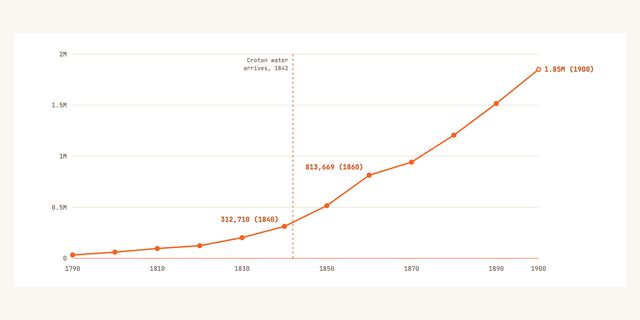 2M
Croton water
arrives, 1842
1.85M (1900)
1.5M
1M
813,669 (1860)
0.5M
312,710 (1840)
0
1790 1810 1830 1850 1870 1890 1900